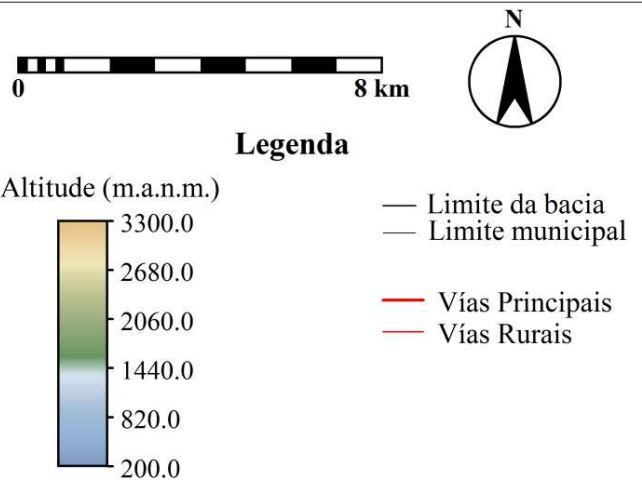 N
0 8 km
Legenda
Altitude (m.a.n.m.)
3300.0
2680.0
2060.0
1440.0
820.0
200.0
Limite da bacia
Limite municipal
Vías Principais
Vías Rurais